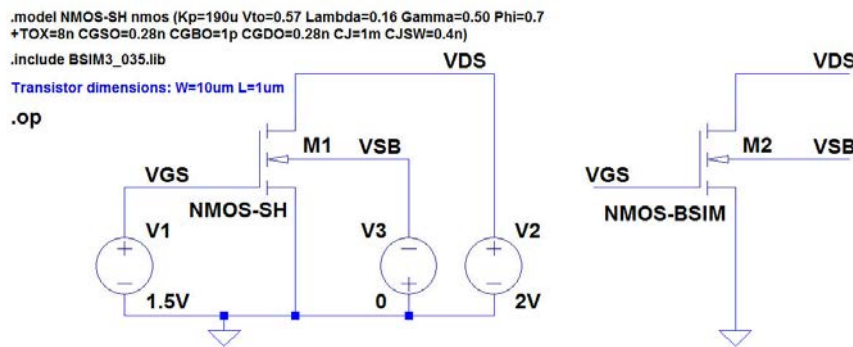 .model NMOS-SH nmos (Kp=190u Vto=0.57 Lambda=0.16 Gamma=0.50 Phi=0.7
+TOX=8n CGSO=0.28n CGBO=1p CGDO=0.28n CJ=1m CJSW=0.4n)
.include BSIM3_035.lib
Transistor dimensions: W=10um L=1um
.op
VDS
VDS
M1
VSB
M2
VSB
VGS
VGS
NMOS-SH
NMOS-BSIM
V1
V3
V2
1.5V
0
2V